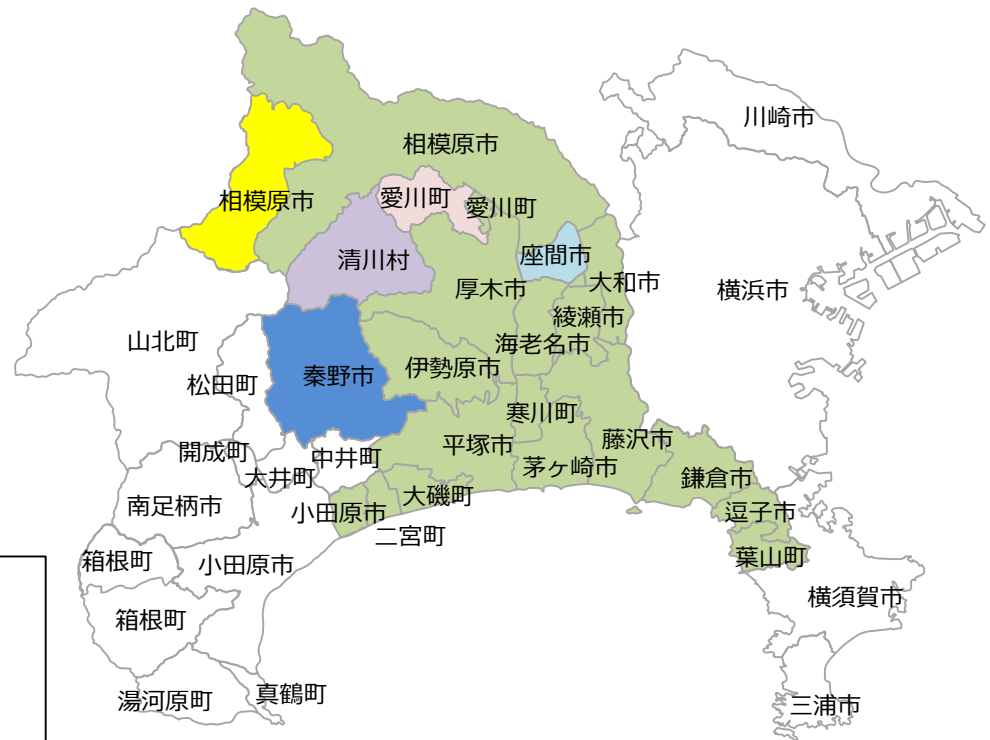 川崎市
相模原市
愛川町
相模原市
愛川町
座間市
清川村
大和市
厚木市
横浜市
綾瀬市
山北町
海老名市
伊勢原市
秦野市
松田町
寒川町
藤沢市
平塚市
開成町
中井町
茅ヶ崎市
大井町
鎌倉市
大磯町
南足柄市
小田原市
逗子市
二宮町
葉山町
箱根町
小田原市
横須賀市
箱根町
真鶴町
湯河原町
三浦市